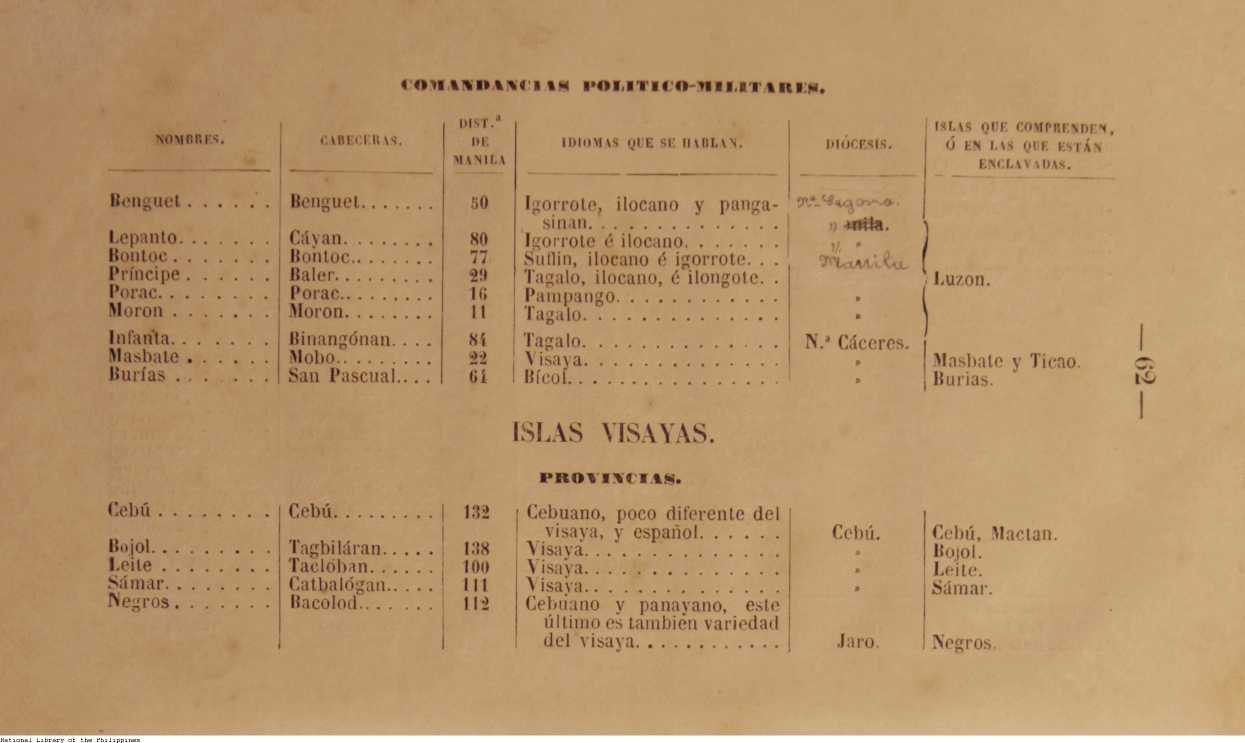 COMANDANCIAS POLITICO-MILITARES.
NOMBRES. CABECERAS. DIST.ª DE MANILA IDIOMAS QUE SE HABLAN. DIÓCESIS. ISLAS QUE COMPRENDEN, Ó EN LAS QUE ESTÁN ENCLAVADAS.
Benguet . . . . . . Benguet. . . . . . . 50 Igorrote, ilocano y panga-
sinan. . . . . . . . . . . . . .
Lepanto. . . . . . Cáyan. . . . . . . . 80 Igorrote é ilocano. . . . . . . "
Bontoc . . . . . . . Bontoc. . . . . . . . 77 Suflin, ilocano é igorrote. . . Manila
Príncipe . . . . . . Baler. . . . . . . . . 29 Tagalo, ilocano, é ilongote. . Luzon.
Porac. . . . . . . . Porac. . . . . . . . . 16 Pampango. . . . . . . . . . . . "
Moron . . . . . . . Moron. . . . . . . . 11 Tagalo. . . . . . . . . . . . . . "
Infanta. . . . . . . Binangónan. . . . 84 Tagalo. . . . . . . . . . . . . . N.ª Cáceres.
Masbate . . . . . . Mobo. . . . . . . . . 22 Visaya. . . . . . . . . . . . . . " Masbate y Ticao.
Burías . . . . . . . San Pascual. . . . 64 Bícol. . . . . . . . . . . . . . . " Burias.
— 62 —
ISLAS VISAYAS.
PROVINCIAS.
Cebú . . . . . . . . Cebú. . . . . . . . . 132 Cebuano, poco diferente del
visaya, y español. . . . . . Cebú. Cebú, Mactan.
Bojol. . . . . . . . . Tagbiláran. . . . . 138 Visaya. . . . . . . . . . . . . . " Bojol.
Leite . . . . . . . . Taclóban. . . . . . 100 Visaya. . . . . . . . . . . . . . " Leite.
Sámar. . . . . . . . Catbalógan. . . . . 111 Visaya. . . . . . . . . . . . . . " Sámar.
Negros . . . . . . . Bacolod. . . . . . . 112 Cebuano y panayano, este
último es tambien variedad
del visaya. . . . . . . . . . . . Jaro. Negros.
National Library of the Philippines